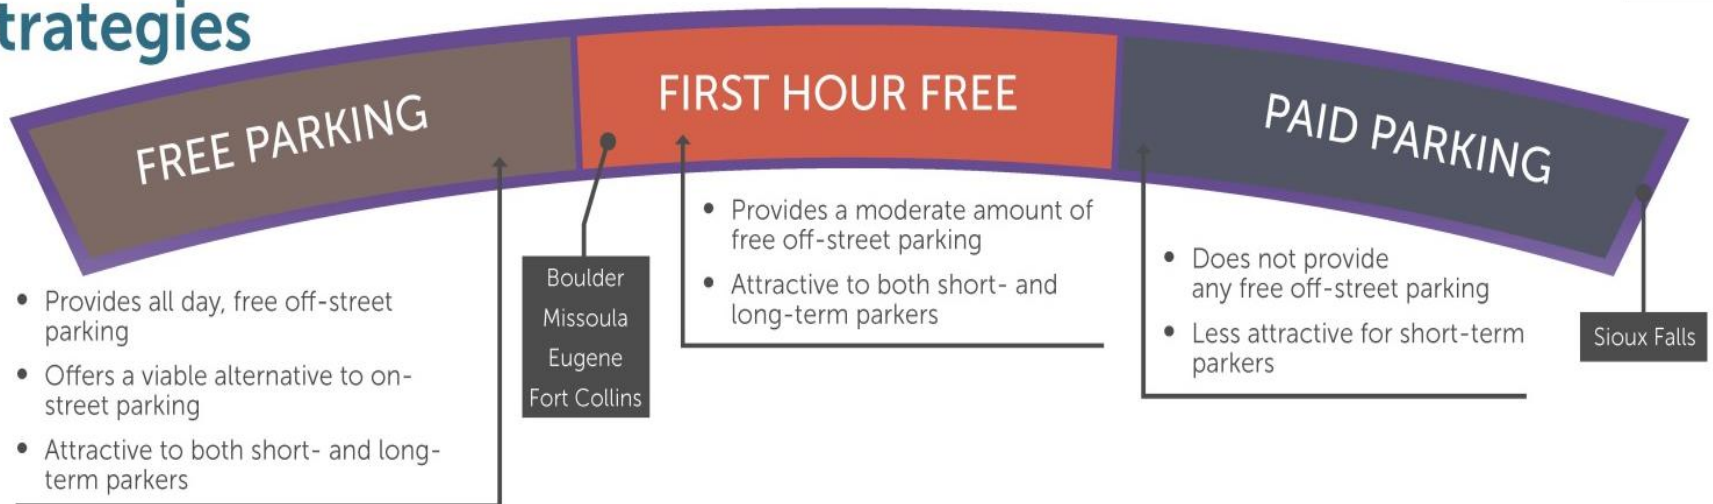 trategies
FREE PARKING
FIRST HOUR FREE
PAID PARKING
• Provides all day, free off-street
parking
• Offers a viable alternative to on-
street parking
• Attractive to both short- and long-
term parkers
Boulder
Missoula
Eugene
Fort Collins
• Provides a moderate amount of
free off-street parking
• Attractive to both short- and
long-term parkers
• Does not provide
any free off-street parking
• Less attractive for short-term
parkers
Sioux Falls